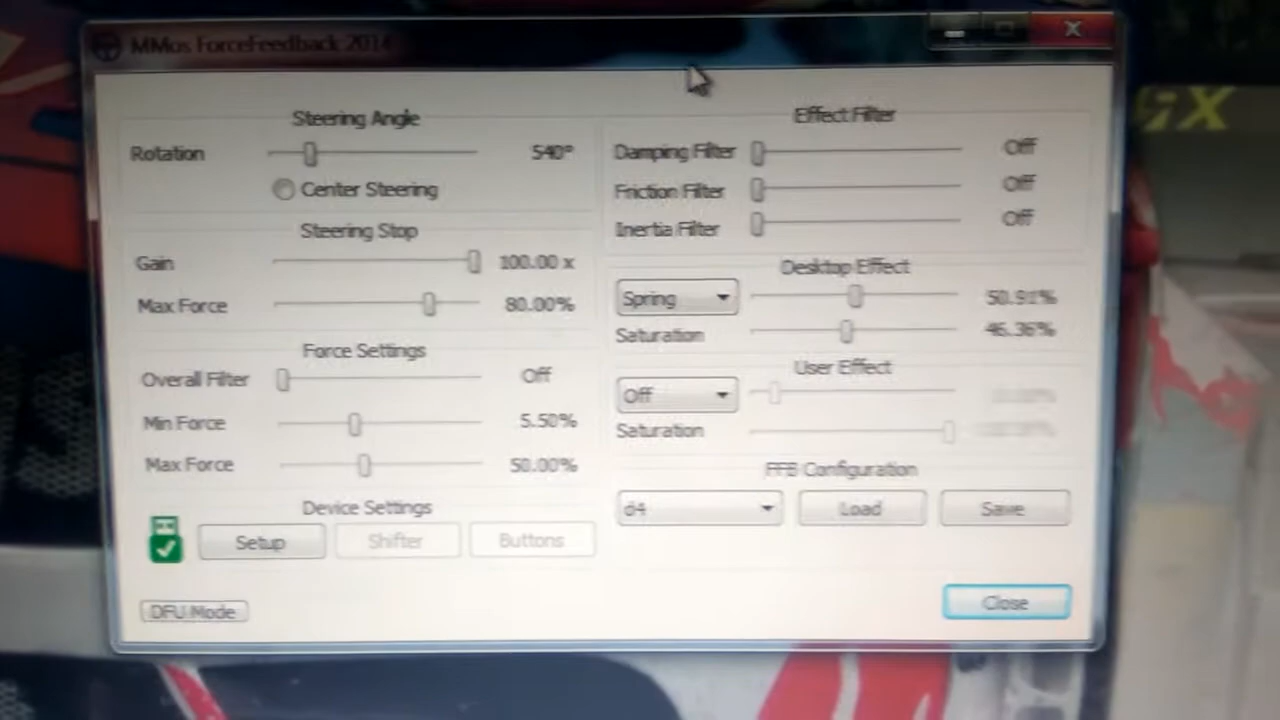 MMos ForceFeedback 2014
Steering Angle
Rotation 540°
Center Steering
Steering Stop
Gain 100.00 x
Max Force 80.00%
Force Settings
Overall Filter Off
Min Force 5.50%
Max Force 50.00%
Device Settings
Setup Shifter Buttons
DFU Mode
Effect Filter
Damping Filter Off
Friction Filter Off
Inertia Filter Off
Desktop Effect
Spring 50.91%
Saturation 46.36%
User Effect
Off
Saturation
FFB Configuration
d4 Load Save
Close